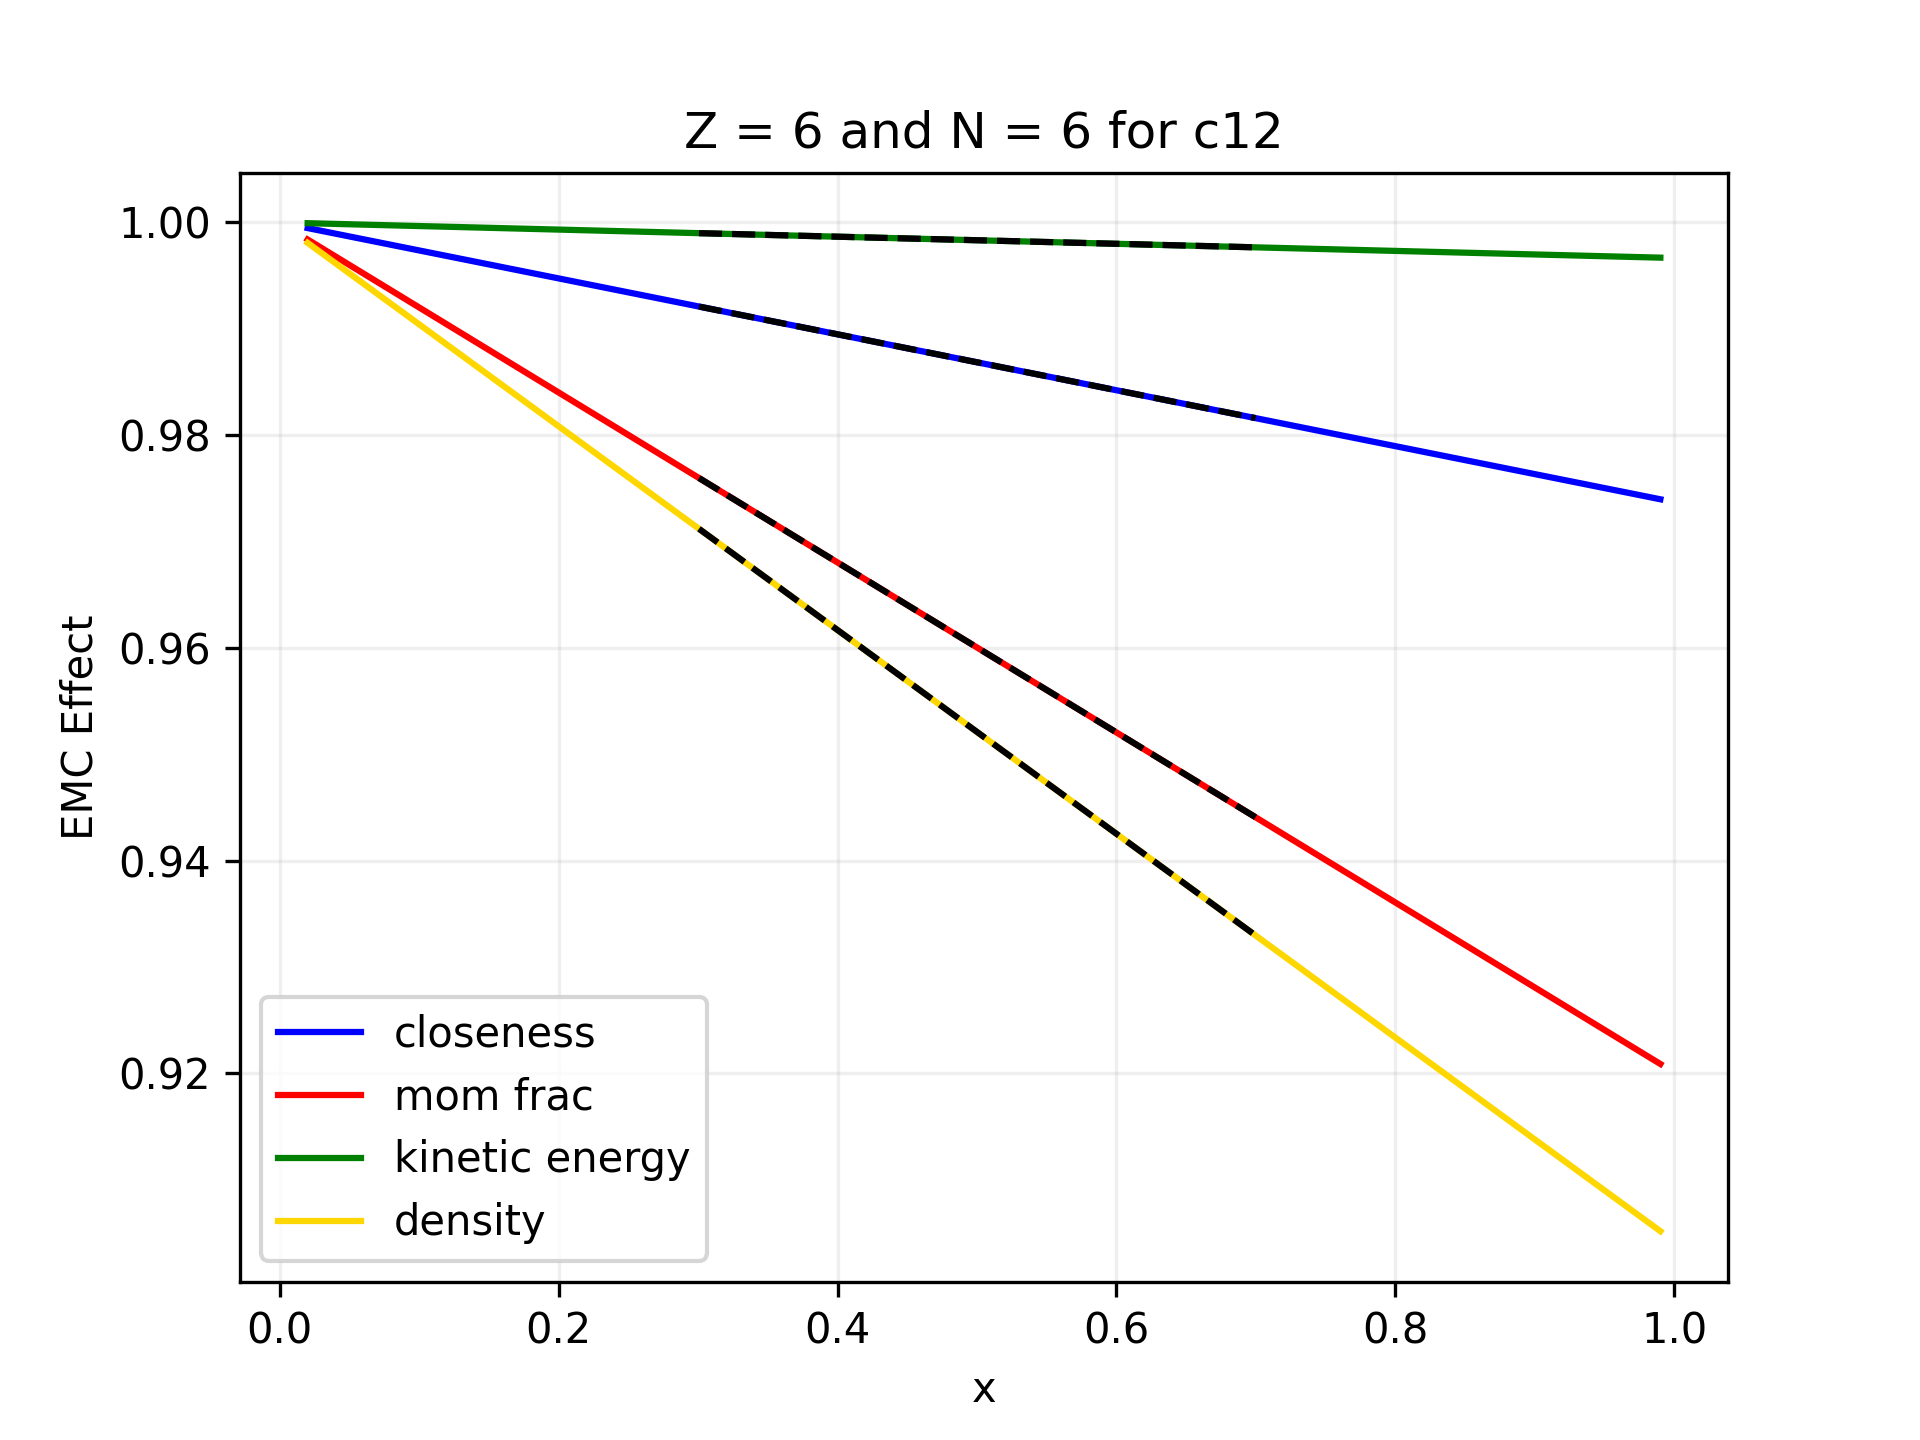 Z = 6 and N = 6 for c12
1.00
0.98
0.96
0.94
0.92
EMC Effect
closeness
mom frac
kinetic energy
density
0.0 0.2 0.4 0.6 0.8 1.0
x